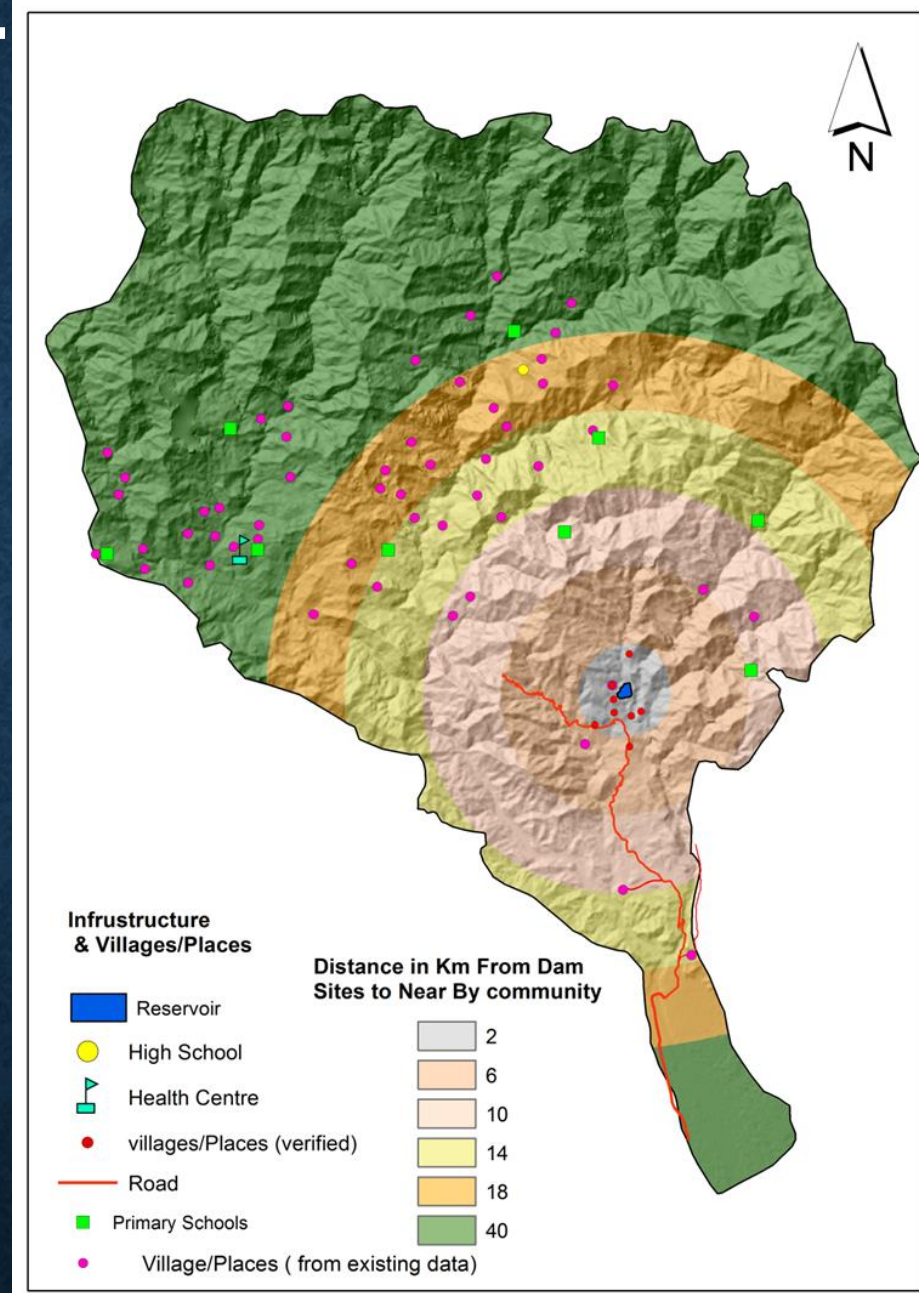 N
Infrustructure
& Villages/Places
Reservoir
High School
Health Centre
villages/Places (verified)
Road
Primary Schools
Village/Places ( from existing data)
Distance in Km From Dam
Sites to Near By community
2
6
10
14
18
40